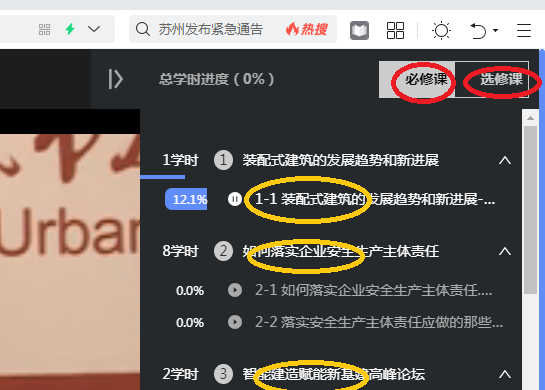 苏州发布紧急通告 热搜
总学时进度（0%） 必修课 选修课
1学时 1 装配式建筑的发展趋势和新进展
12.1% 1-1 装配式建筑的发展趋势和新进展-...
Urban
8学时 2 如何落实企业安全生产主体责任
0.0% 2-1 如何落实企业安全生产主体责任....
0.0% 2-2 落实安全生产主体责任应做的那些...
2学时 3 智能建造赋能新基建高峰论坛